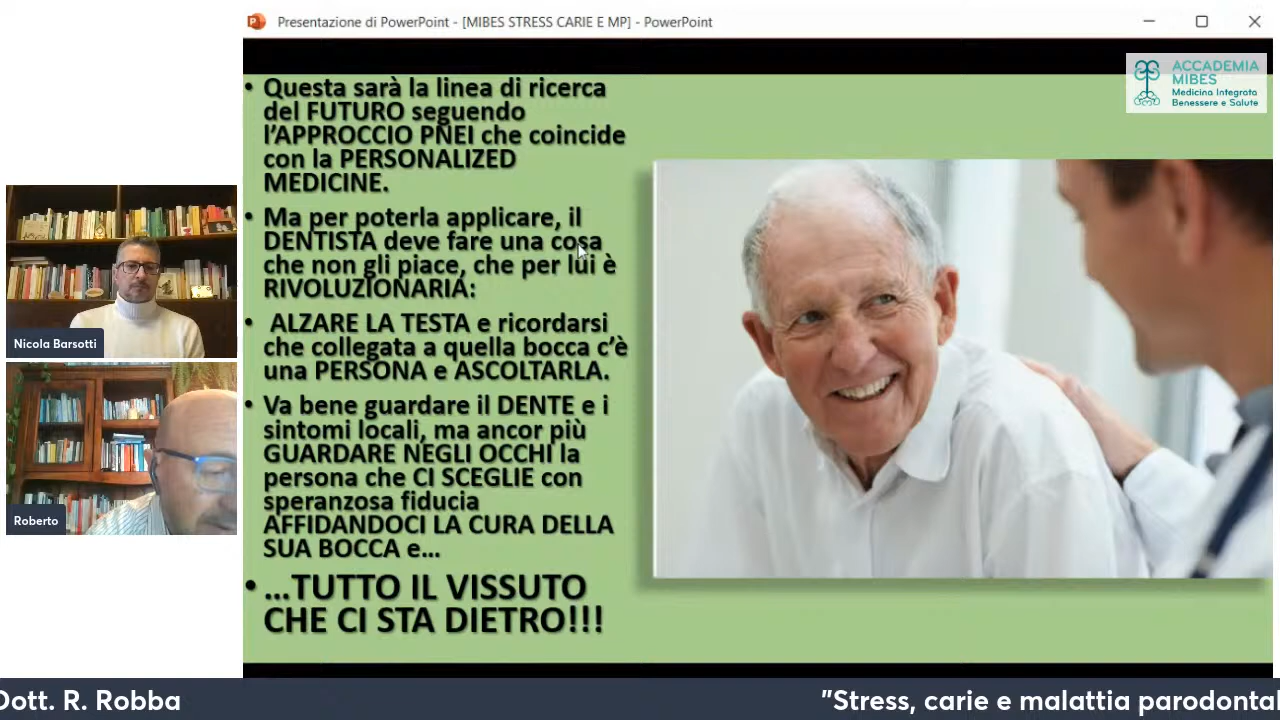 Presentazione di PowerPoint - [MIBES STRESS CARIE E MP] - PowerPoint
ACCADEMIA
MIBES
Medicina Integrata
Benessere e Salute
• Questa sarà la linea di ricerca
del FUTURO seguendo
l'APPROCCIO PNEI che coincide
con la PERSONALIZED
MEDICINE.
• Ma per poterla applicare, il
DENTISTA deve fare una cosa
che non gli piace, che per lui è
RIVOLUZIONARIA:
• ALZARE LA TESTA e ricordarsi
che collegata a quella bocca c'è
una PERSONA e ASCOLTARLA.
• Va bene guardare il DENTE e i
sintomi locali, ma ancor più
GUARDARE NEGLI OCCHI la
persona che CI SCEGLIE con
speranzosa fiducia
AFFIDANDOCI LA CURA DELLA
SUA BOCCA e...
• ...TUTTO IL VISSUTO
CHE CI STA DIETRO!!!
Nicola Barsotti
Roberto
Dott. R. Robba
"Stress, carie e malattia parodontal